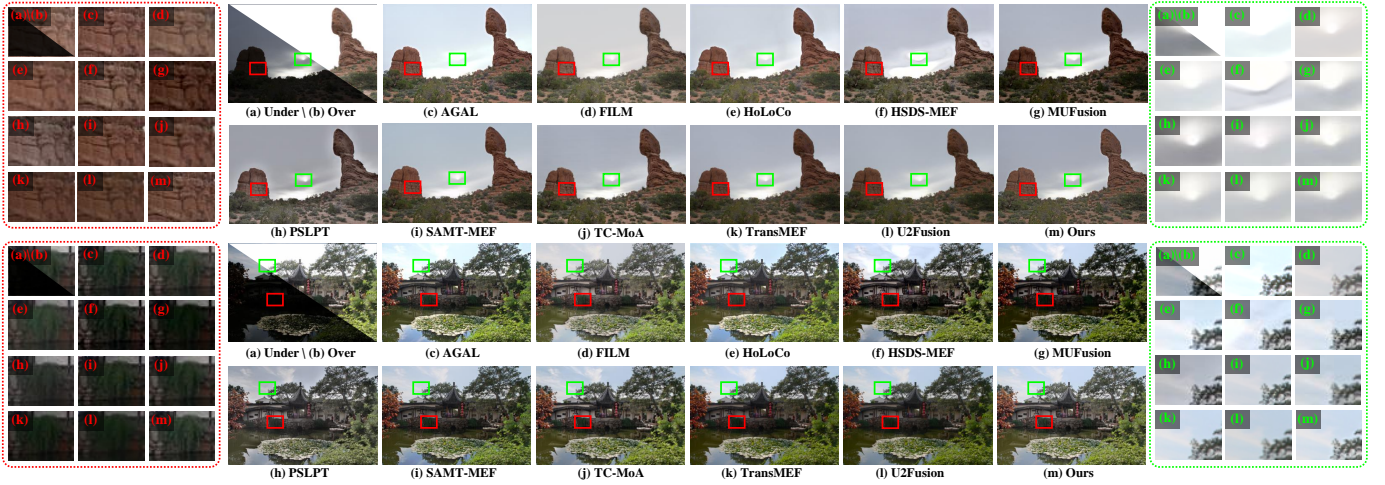 (a)\(b) (c) (d)
(e) (f) (g)
(h) (i) (j)
(k) (l) (m)
(a) Under \ (b) Over (c) AGAL (d) FILM (e) HoLoCo (f) HSDS-MEF (g) MUFusion
(h) PSLPT (i) SAMT-MEF (j) TC-MoA (k) TransMEF (l) U2Fusion (m) Ours
(a)\(b) (c) (d)
(e) (f) (g)
(h) (i) (j)
(k) (l) (m)
(a)\(b) (c) (d)
(e) (f) (g)
(h) (i) (j)
(k) (l) (m)
(a) Under \ (b) Over (c) AGAL (d) FILM (e) HoLoCo (f) HSDS-MEF (g) MUFusion
(h) PSLPT (i) SAMT-MEF (j) TC-MoA (k) TransMEF (l) U2Fusion (m) Ours
(a)\(b) (c) (d)
(e) (f) (g)
(h) (i) (j)
(k) (l) (m)